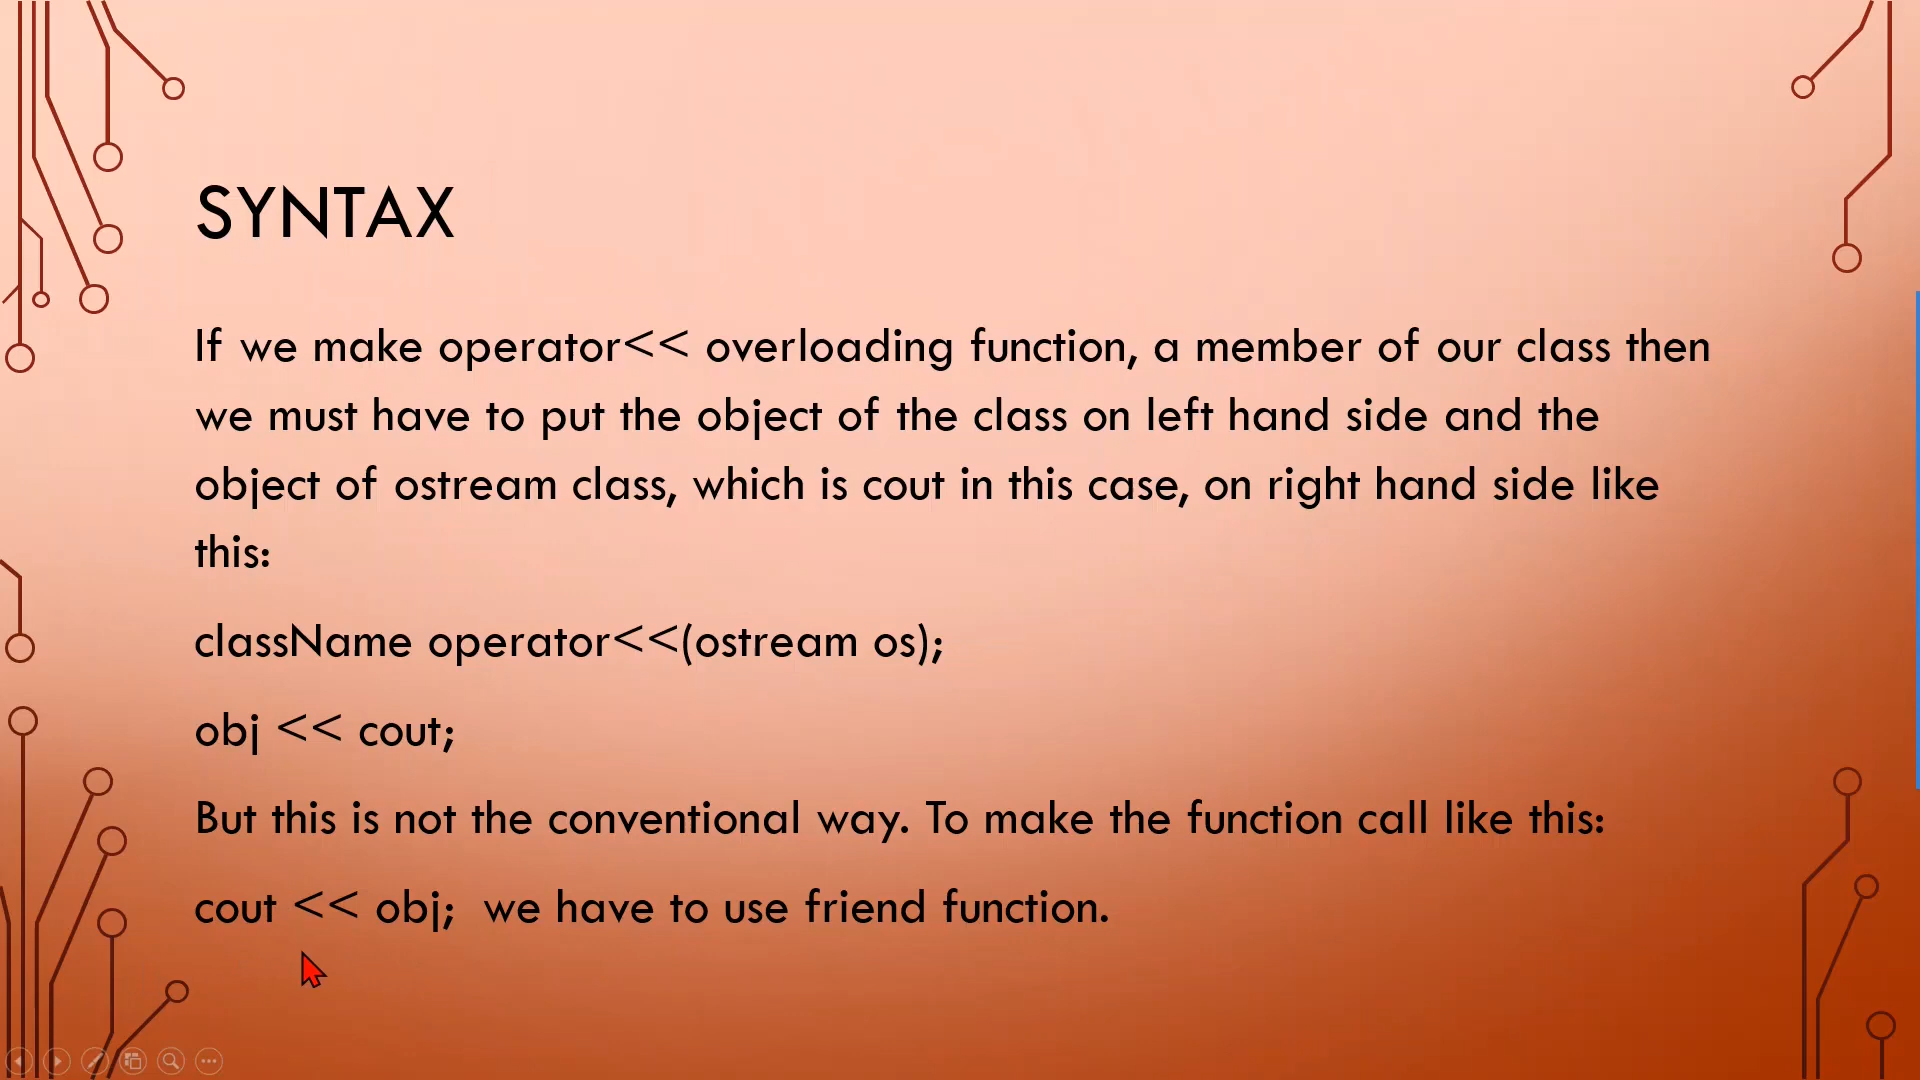 SYNTAX
If we make operator<< overloading function, a member of our class then
we must have to put the object of the class on left hand side and the
object of ostream class, which is cout in this case, on right hand side like
this:
className operator<<(ostream os);
obj << cout;
But this is not the conventional way. To make the function call like this:
cout << obj;  we have to use friend function.